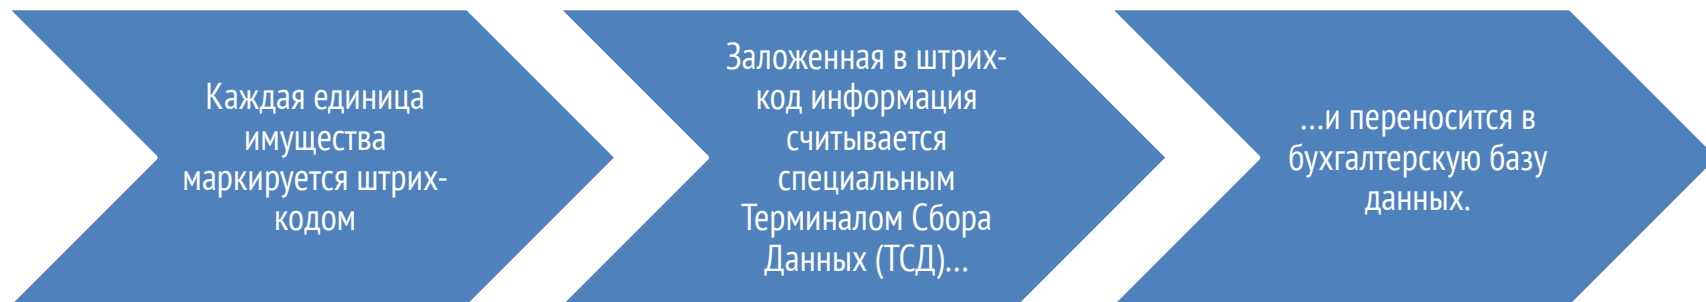 Каждая единица
имущества
маркируется штрих-
кодом
Заложенная в штрих-
код информация
считывается
специальным
Терминалом Сбора
Данных (ТСД)...
...и переносится в
бухгалтерскую базу
данных.